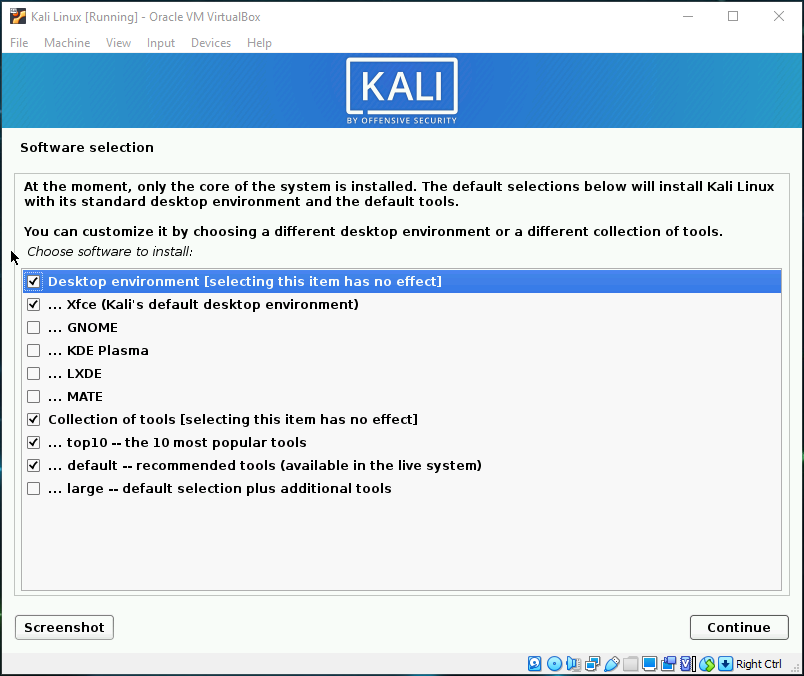 Kali Linux [Running] - Oracle VM VirtualBox
File Machine View Input Devices Help
KALI
BY OFFENSIVE SECURITY
Software selection
At the moment, only the core of the system is installed. The default selections below will install Kali Linux
with its standard desktop environment and the default tools.
You can customize it by choosing a different desktop environment or a different collection of tools.
Choose software to install:
Desktop environment [selecting this item has no effect]
... Xfce (Kali's default desktop environment)
... GNOME
... KDE Plasma
... LXDE
... MATE
Collection of tools [selecting this item has no effect]
... top10 -- the 10 most popular tools
... default -- recommended tools (available in the live system)
... large -- default selection plus additional tools
Screenshot Continue
Right Ctrl